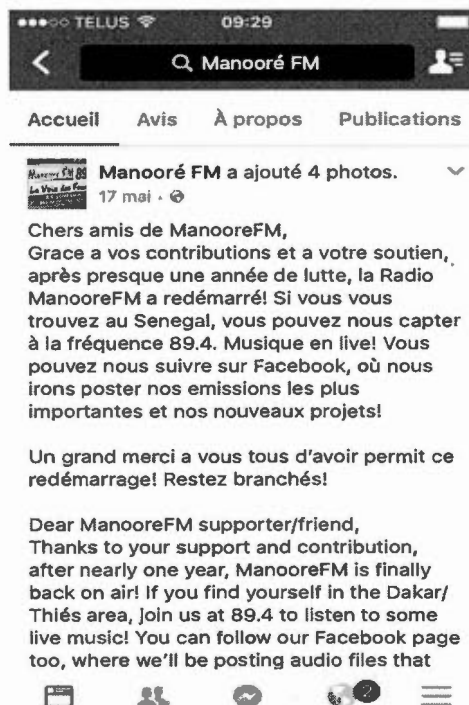 TELUS 09:29
Manooré FM
Accueil Avis À propos Publications
Manooré FM a ajouté 4 photos.
17 mai
Chers amis de ManooreFM,
Grace a vos contributions et a votre soutien,
après presque une année de lutte, la Radio
ManooreFM a redémarré! Si vous vous
trouvez au Senegal, vous pouvez nous capter
à la fréquence 89.4. Musique en live! Vous
pouvez nous suivre sur Facebook, où nous
irons poster nos emissions les plus
importantes et nos nouveaux projets!
Un grand merci a vous tous d'avoir permit ce
redémarrage! Restez branchés!
Dear ManooreFM supporter/friend,
Thanks to your support and contribution,
after nearly one year, ManooreFM is finally
back on air! If you find yourself in the Dakar/
Thiés area, join us at 89.4 to listen to some
live music! You can follow our Facebook page
too, where we'll be posting audio files that
2